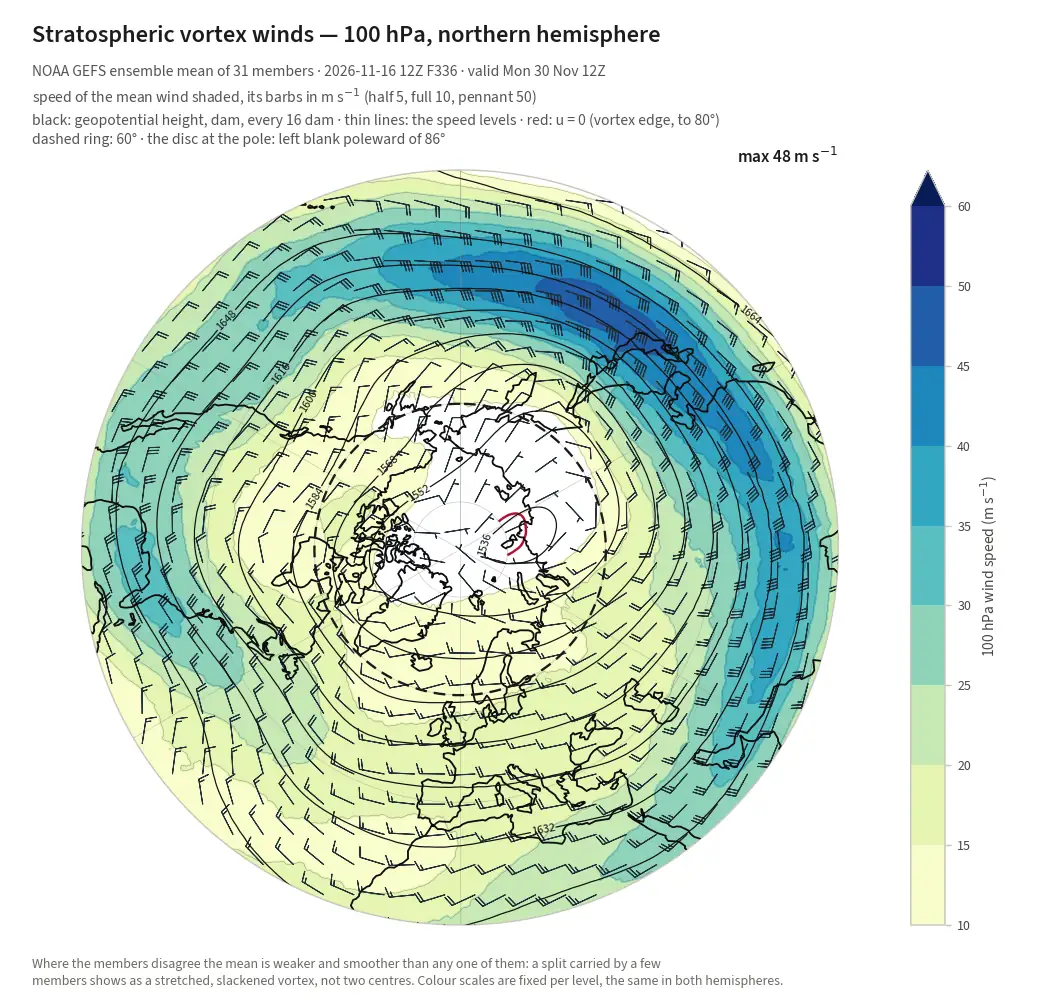 Stratospheric vortex winds — 100 hPa, northern hemisphere
NOAA GEFS ensemble mean of 31 members · 2026-11-16 12Z F336 · valid Mon 30 Nov 12Z
speed of the mean wind shaded, its barbs in m s⁻¹ (half 5, full 10, pennant 50)
black: geopotential height, dam, every 16 dam · thin lines: the speed levels · red: u = 0 (vortex edge, to 80°)
dashed ring: 60° · the disc at the pole: left blank poleward of 86°
max 48 m s⁻¹
1664
1648
1616
1600
1568
1552
1584
1536
1632
60
50
45
40
35
30
25
20
15
10
100 hPa wind speed (m s⁻¹)
Where the members disagree the mean is weaker and smoother than any one of them: a split carried by a few
members shows as a stretched, slackened vortex, not two centres. Colour scales are fixed per level, the same in both hemispheres.